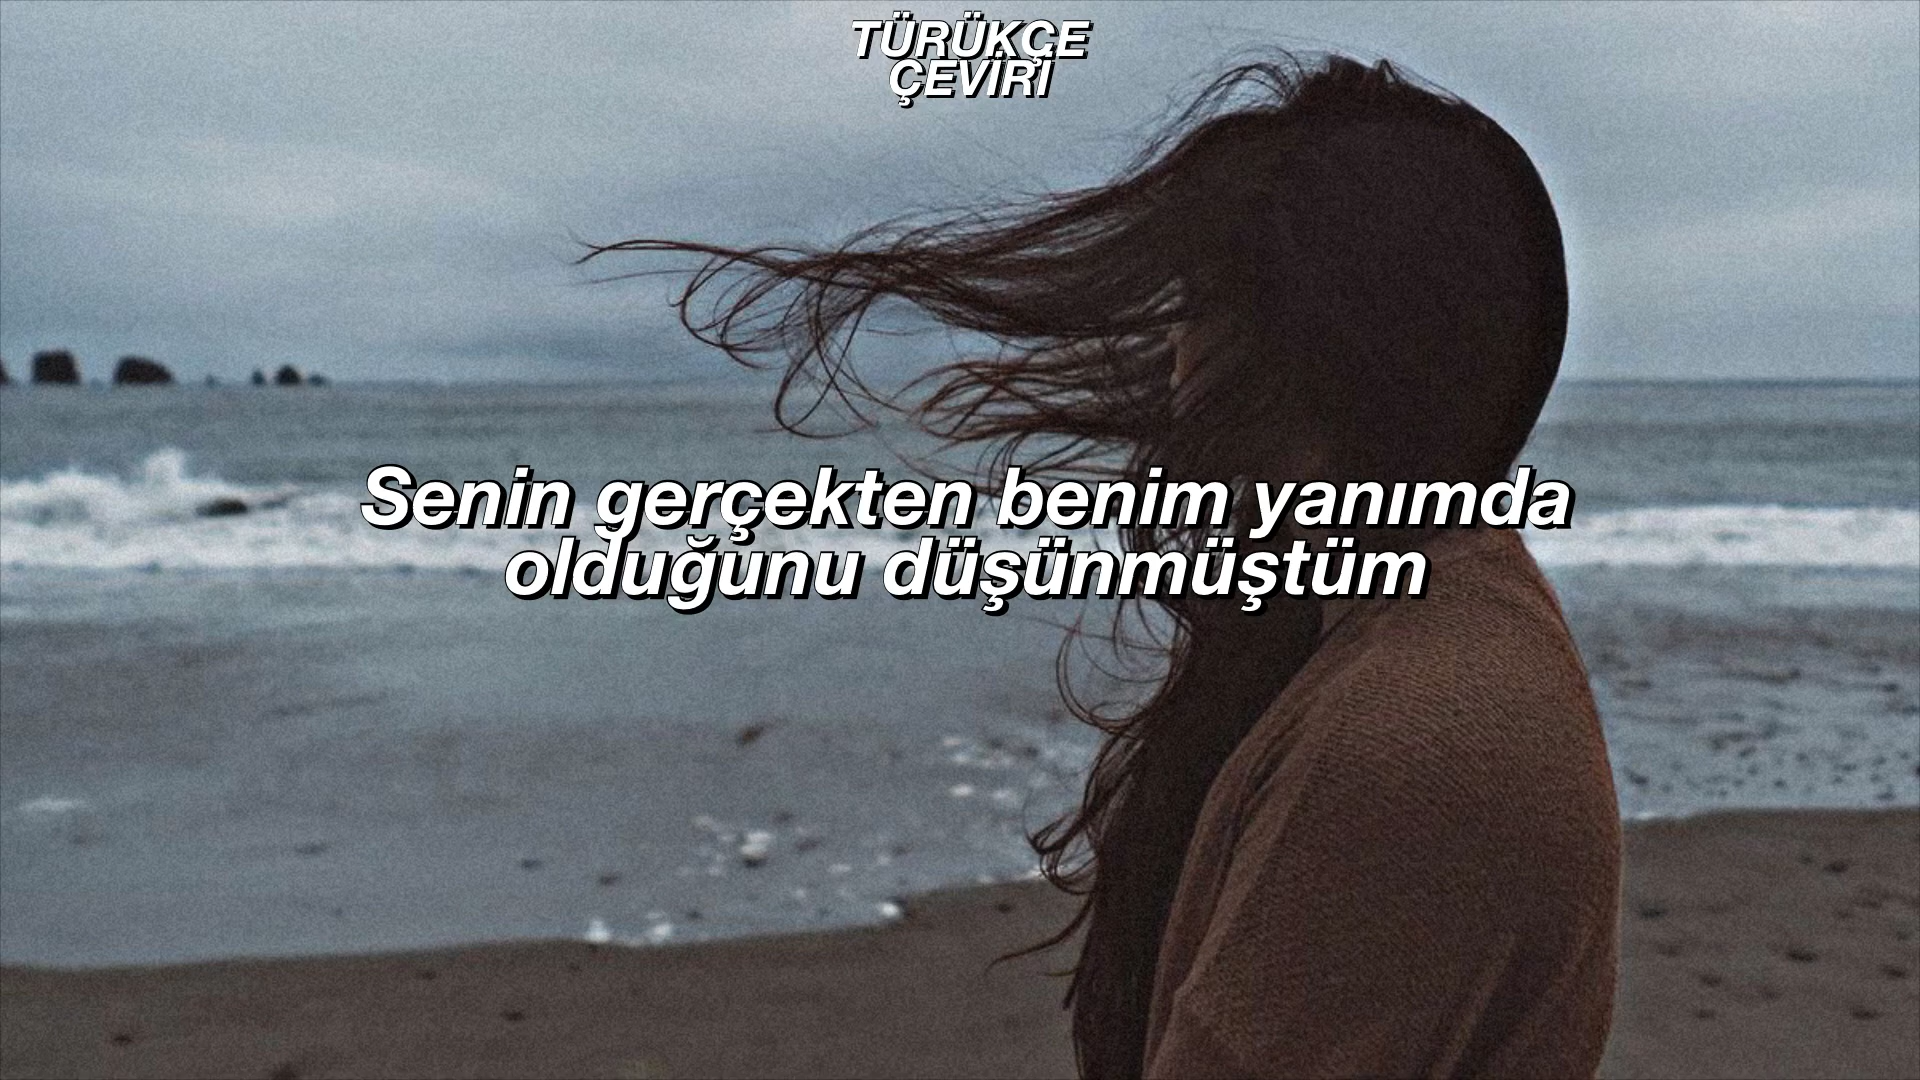 TÜRÜKÇE
ÇEVİRİ
Senin gerçekten benim yanımda
olduğunu düşünmüştüm